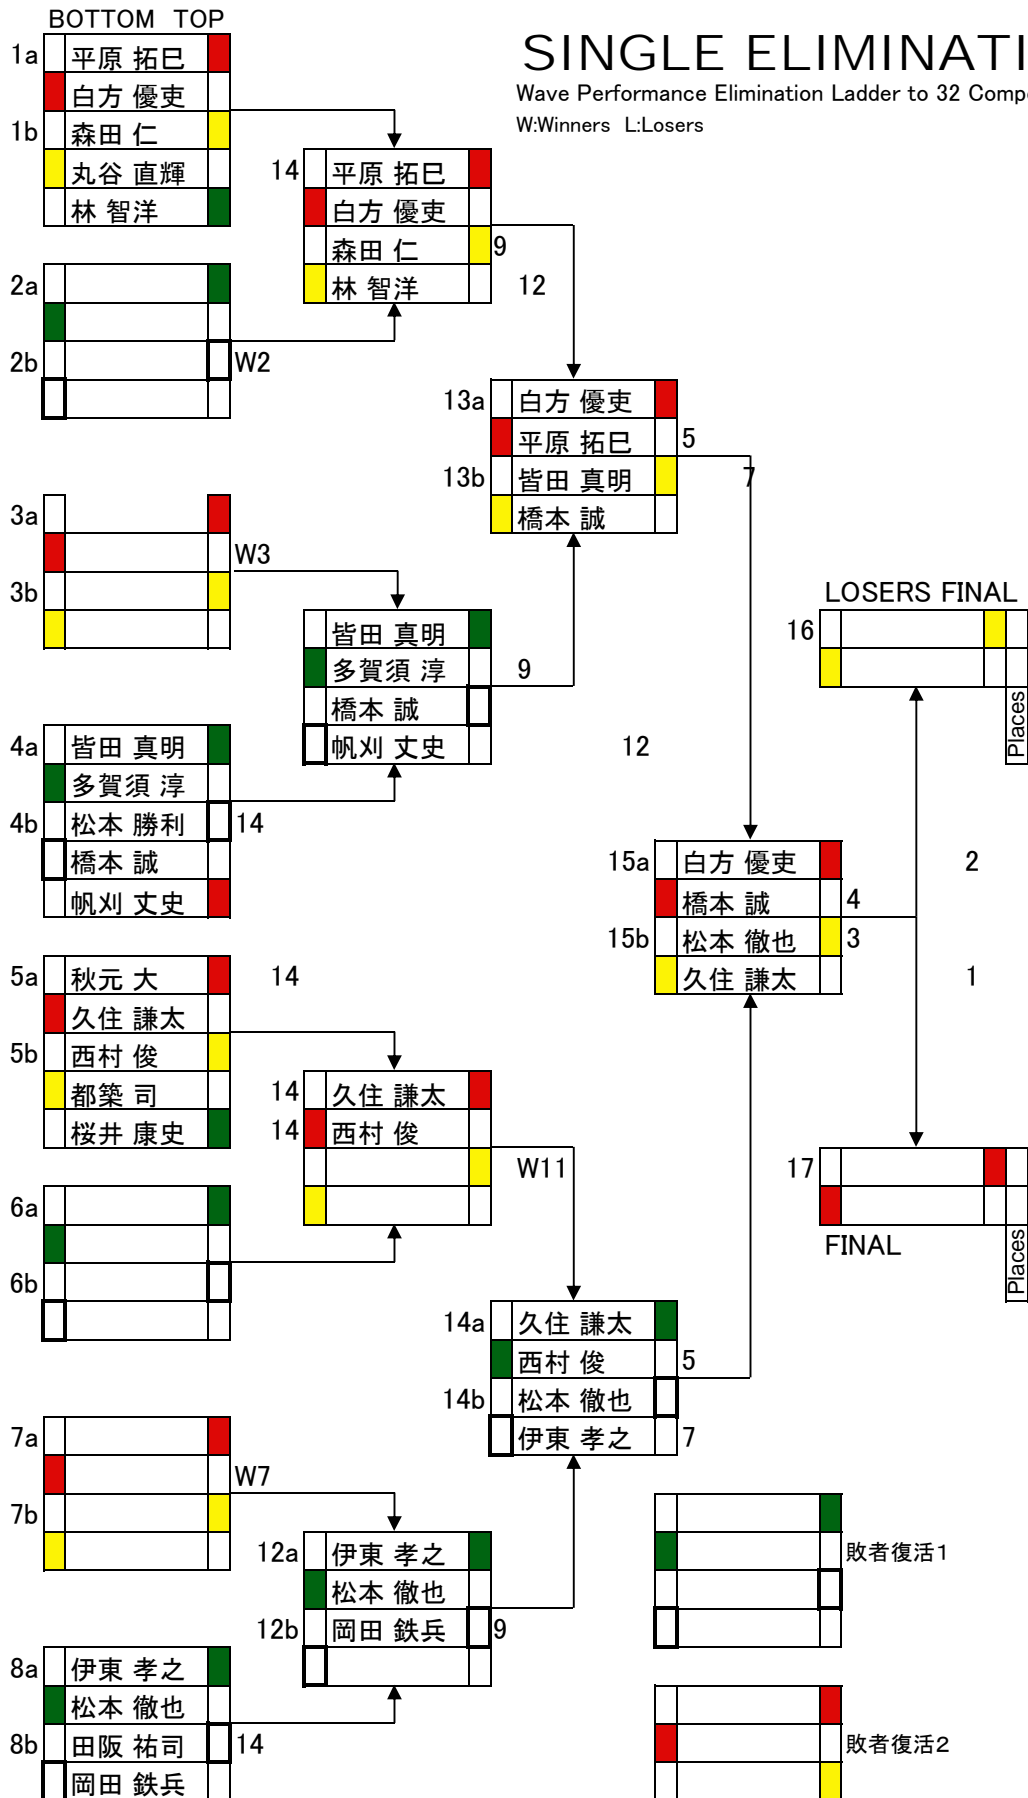 BOTTOM TOP
SINGLE ELIMINATI
Wave Performance Elimination Ladder to 32 Comp
W:Winners L:Losers
1a 平原 拓巳
白方 優吏
1b 森田 仁
丸谷 直輝
林 智洋
14 平原 拓巳
白方 優吏
森田 仁 9
林 智洋 12
2a
2b W2
13a 白方 優吏
平原 拓巳 5
13b 皆田 真明 7
橋本 誠
3a
W3
3b
皆田 真明
多賀須 淳 9
橋本 誠
帆刈 丈史 12
LOSERS FINAL
16
Places
4a 皆田 真明
多賀須 淳
4b 松本 勝利 14
橋本 誠
帆刈 丈史
15a 白方 優吏 2
橋本 誠 4
15b 松本 徹也 3
久住 謙太 1
5a 秋元 大 14
久住 謙太
5b 西村 俊
都築 司
桜井 康史
14 久住 謙太
14 西村 俊
W11
17
FINAL
Places
6a
6b
14a 久住 謙太
西村 俊 5
14b 松本 徹也
伊東 孝之 7
7a
W7
7b
12a 伊東 孝之
松本 徹也
12b 岡田 鉄兵 9
敗者復活1
8a 伊東 孝之
松本 徹也
8b 田阪 祐司 14
岡田 鉄兵
敗者復活2